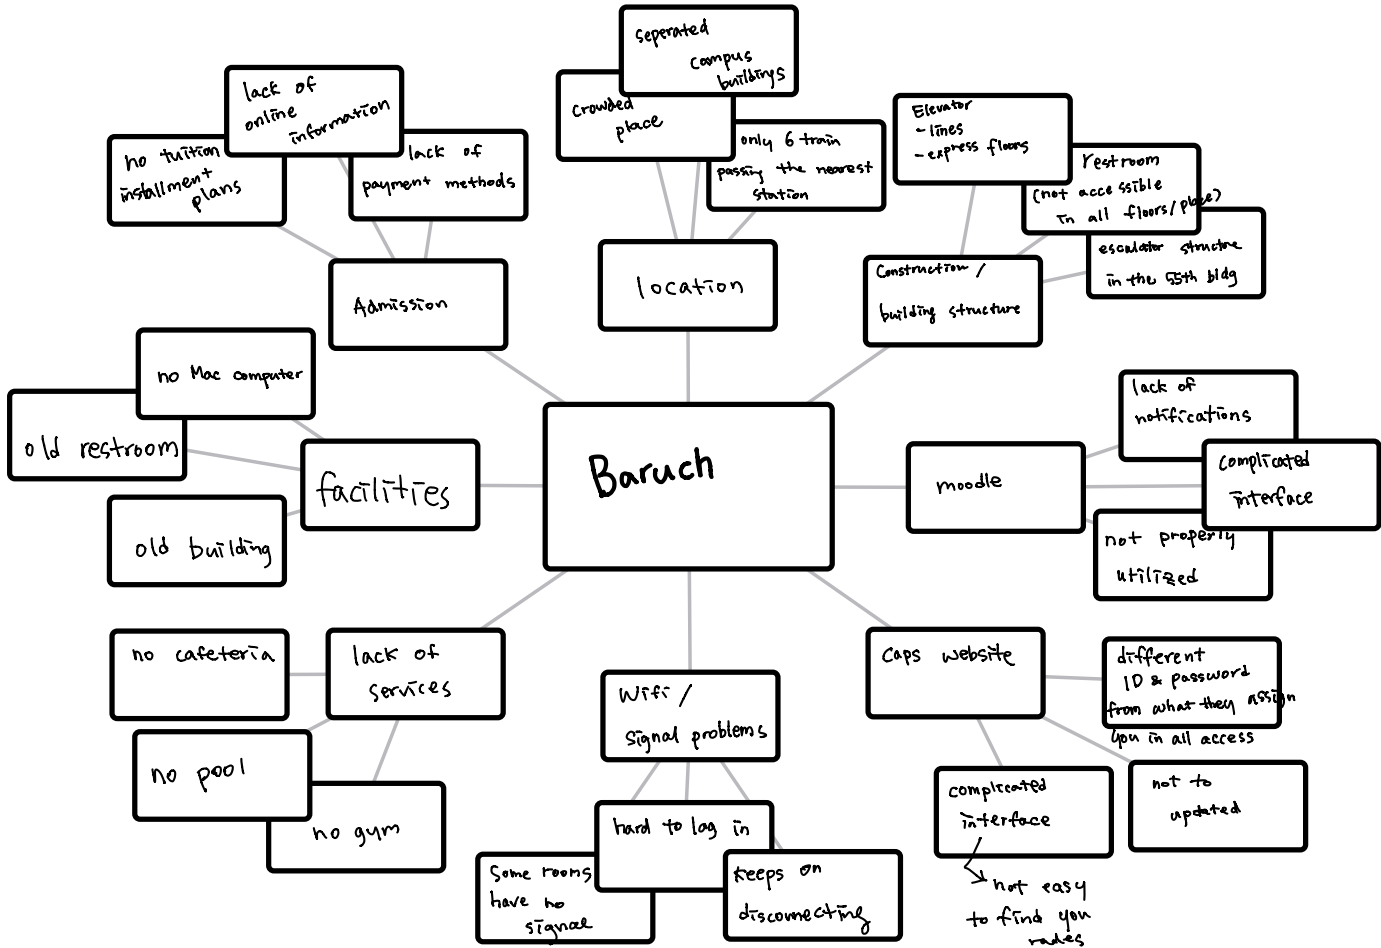 seperated
campus
buildings
crowded
place
only 6 train
passing the nearest
station
location
lack of
online
information
no tuition
installment
plans
lack of
payment methods
Admission
Elevator
- lines
- express floors
restroom
(not accessible
in all floors/place)
escalator structure
in the 55th bldg
Construction /
building structure
no Mac computer
old restroom
facilities
old building
Baruch
lack of
notifications
moodle
complicated
interface
not properly
utilized
no cafeteria
lack of
services
no pool
no gym
Wifi /
signal problems
hard to log in
Some rooms
have no
signal
keeps on
disconnecting
Caps website
different
ID & password
from what they assign
you in all access
complicated
interface
not easy
to find you
not to
updated